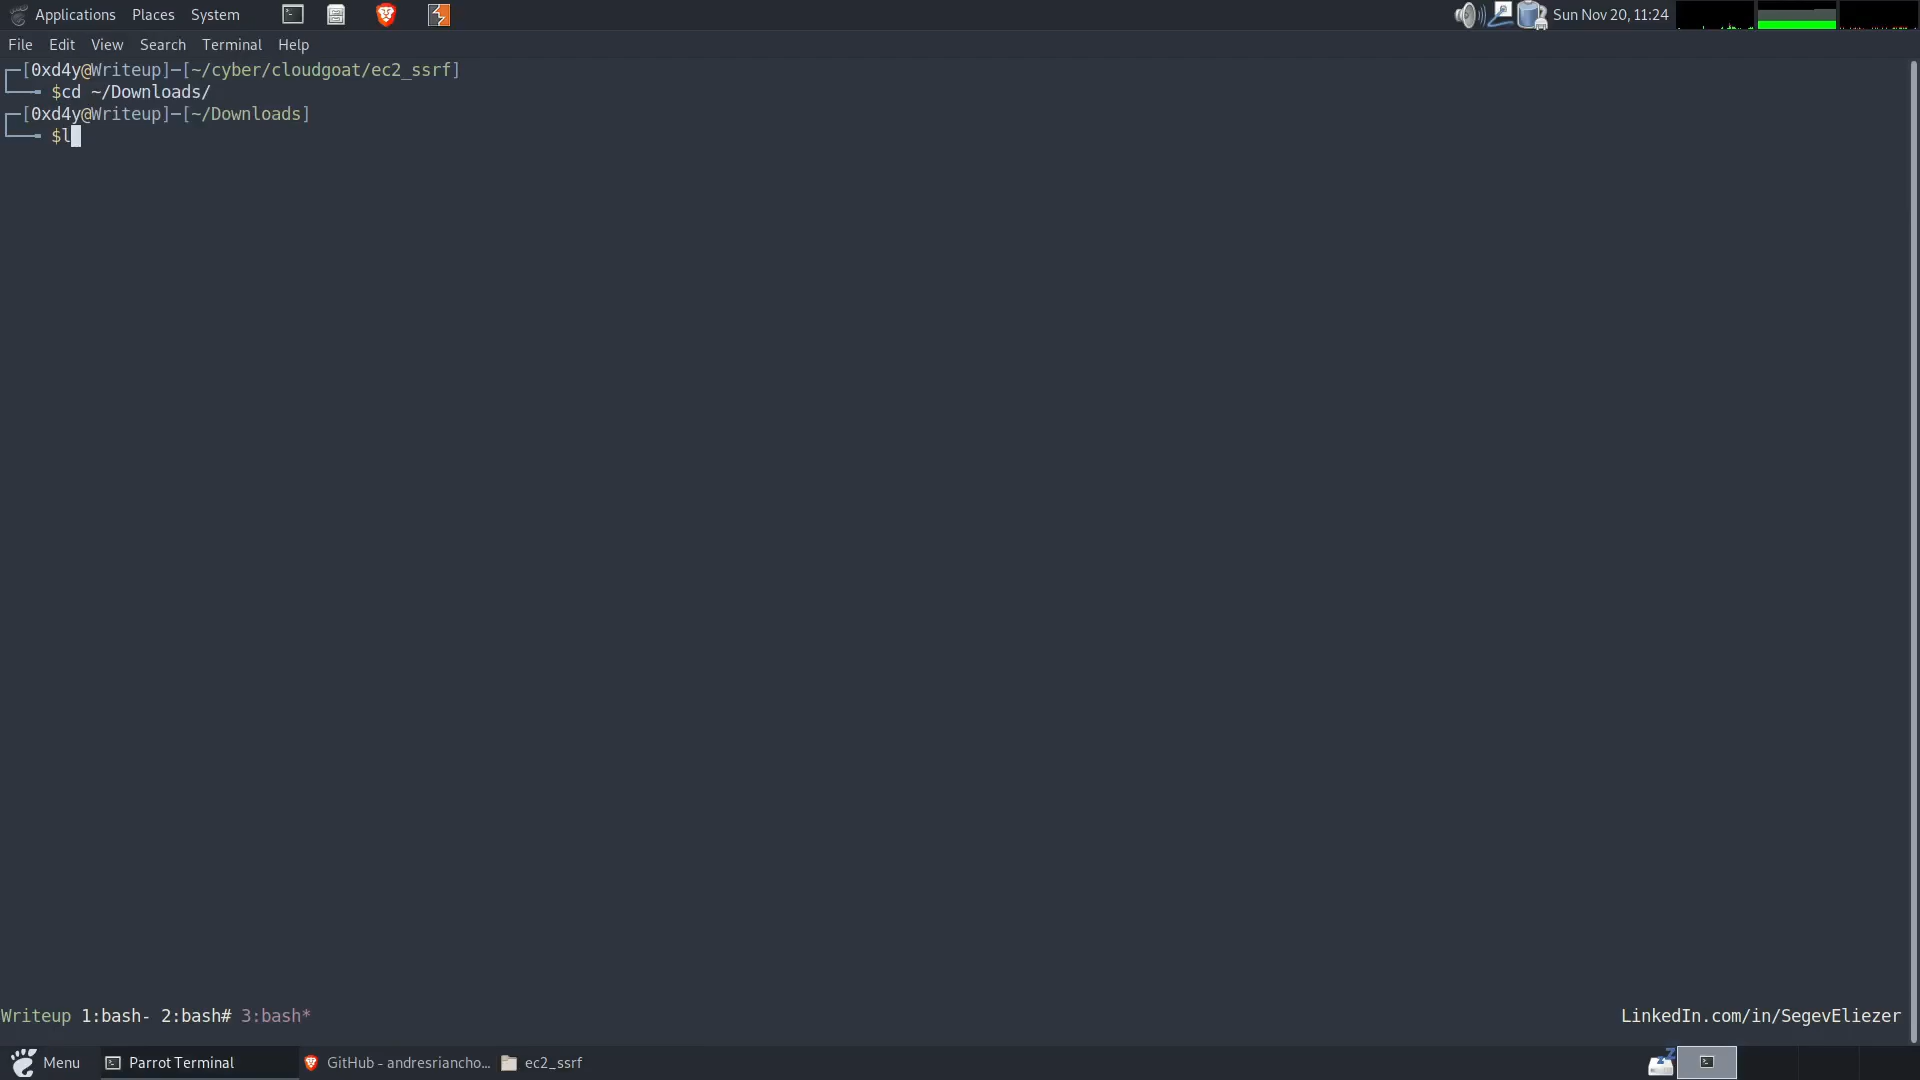 Applications Places System
Sun Nov 20, 11:24
File Edit View Search Terminal Help
┌─[0xd4y@Writeup]─[~/cyber/cloudgoat/ec2_ssrf]
└──╼ $cd ~/Downloads/
┌─[0xd4y@Writeup]─[~/Downloads]
└──╼ $l
Writeup 1:bash- 2:bash# 3:bash*
LinkedIn.com/in/SegevEliezer
Menu Parrot Terminal GitHub - andresriancho... ec2_ssrf